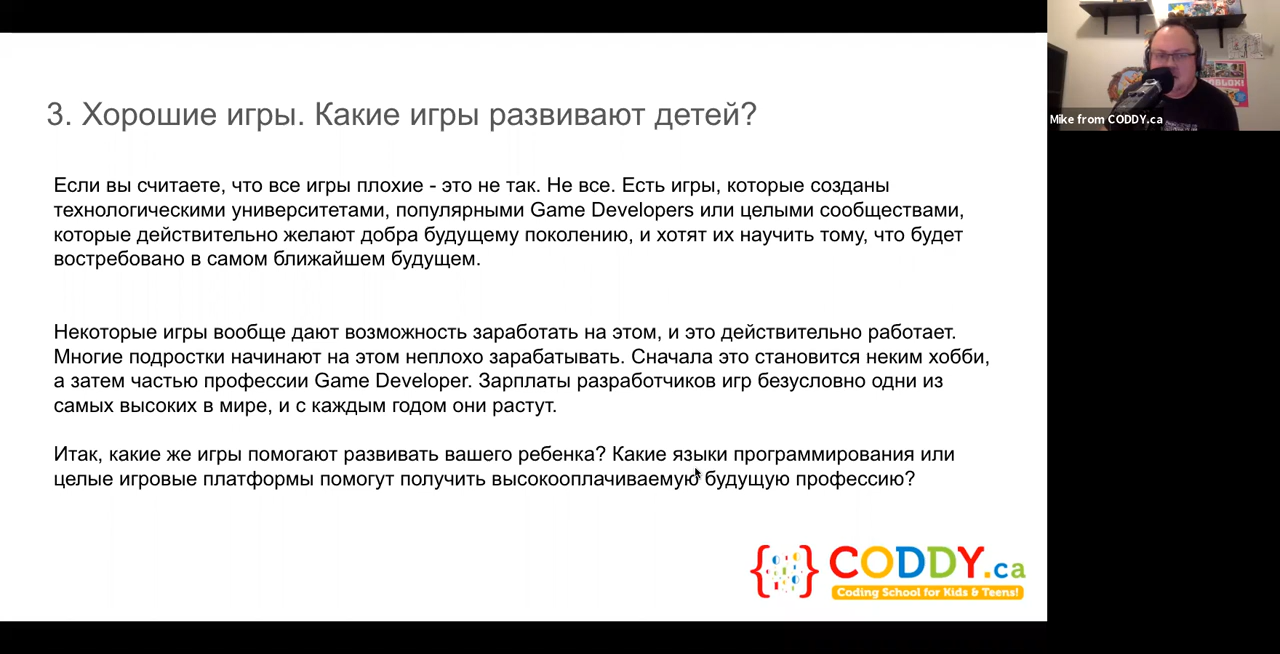 3. Хорошие игры. Какие игры развивают детей?
Если вы считаете, что все игры плохие - это не так. Не все. Есть игры, которые созданы
технологическими университетами, популярными Game Developers или целыми сообществами,
которые действительно желают добра будущему поколению, и хотят их научить тому, что будет
востребовано в самом ближайшем будущем.
Некоторые игры вообще дают возможность заработать на этом, и это действительно работает.
Многие подростки начинают на этом неплохо зарабатывать. Сначала это становится неким хобби,
а затем частью профессии Game Developer. Зарплаты разработчиков игр безусловно одни из
самых высоких в мире, и с каждым годом они растут.
Итак, какие же игры помогают развивать вашего ребенка? Какие языки программирования или
целые игровые платформы помогут получить высокооплачиваемую будущую профессию?
{ } CODDY.ca
Coding School for Kids & Teens!
Mike from CODDY.ca